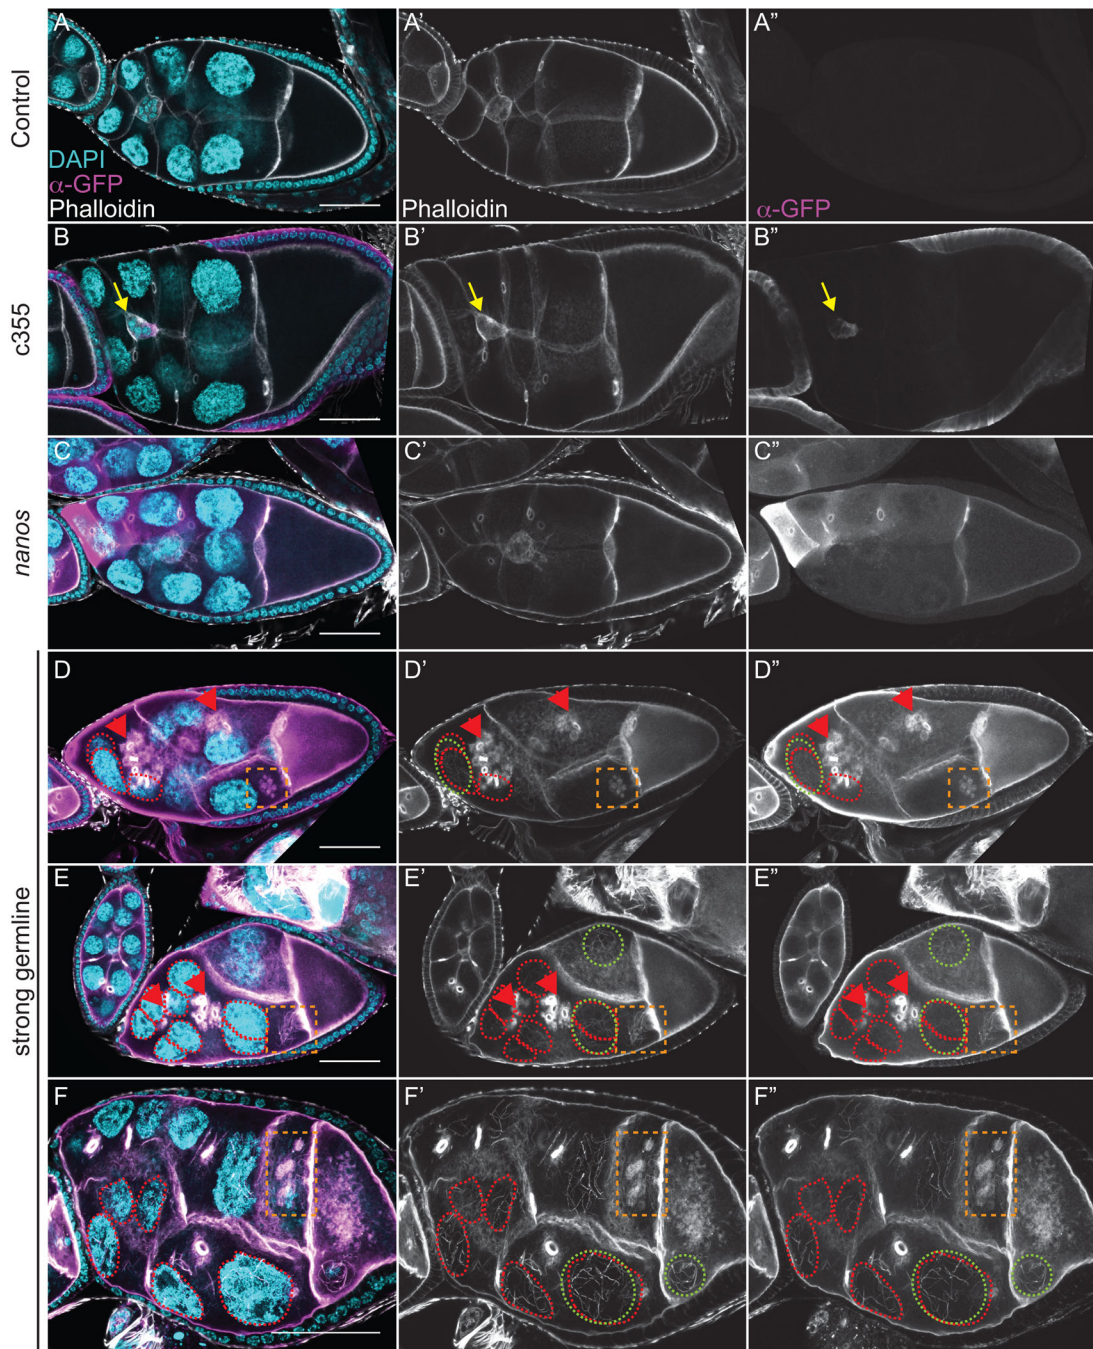 Control
A
A'
A"
DAPI
α-GFP
Phalloidin
Phalloidin
α-GFP
c355
B
B'
B"
nanos
C
C'
C"
strong germline
D
D'
D"
E
E'
E"
F
F'
F"